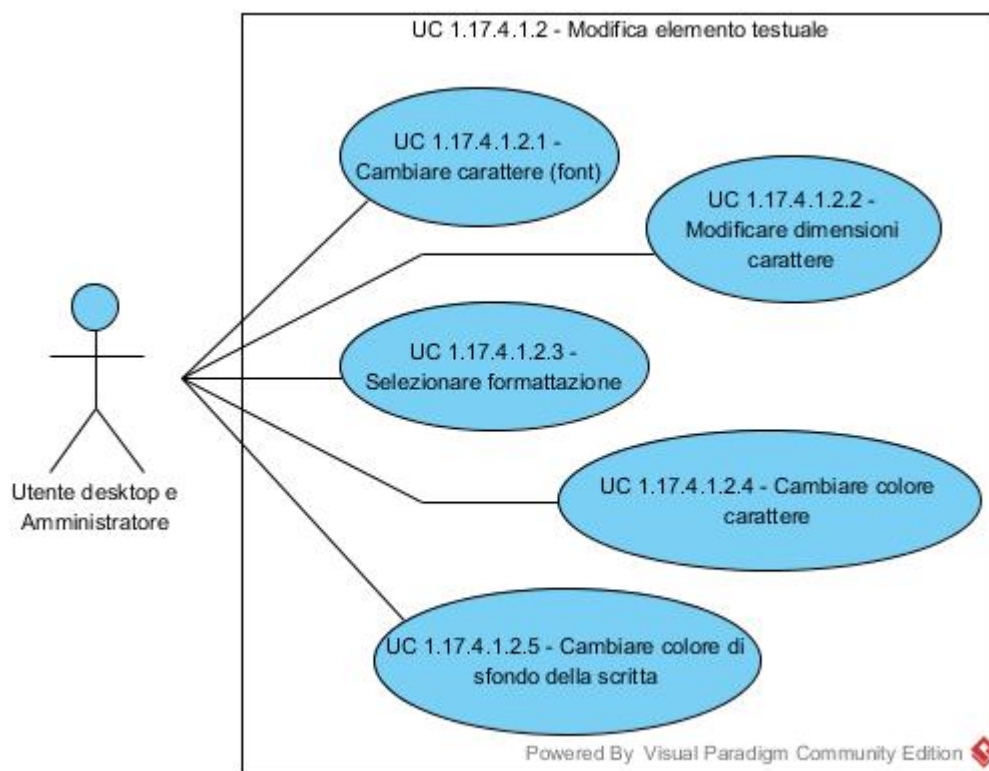 UC 1.17.4.1.2 - Modifica elemento testuale
UC 1.17.4.1.2.1 -
Cambiare carattere (font)
UC 1.17.4.1.2.2 -
Modificare dimensioni
carattere
UC 1.17.4.1.2.3 -
Selezionare formattazione
Utente desktop e
Amministratore
UC 1.17.4.1.2.4 - Cambiare colore
carattere
UC 1.17.4.1.2.5 - Cambiare colore di
sfondo della scritta
Powered By Visual Paradigm Community Edition